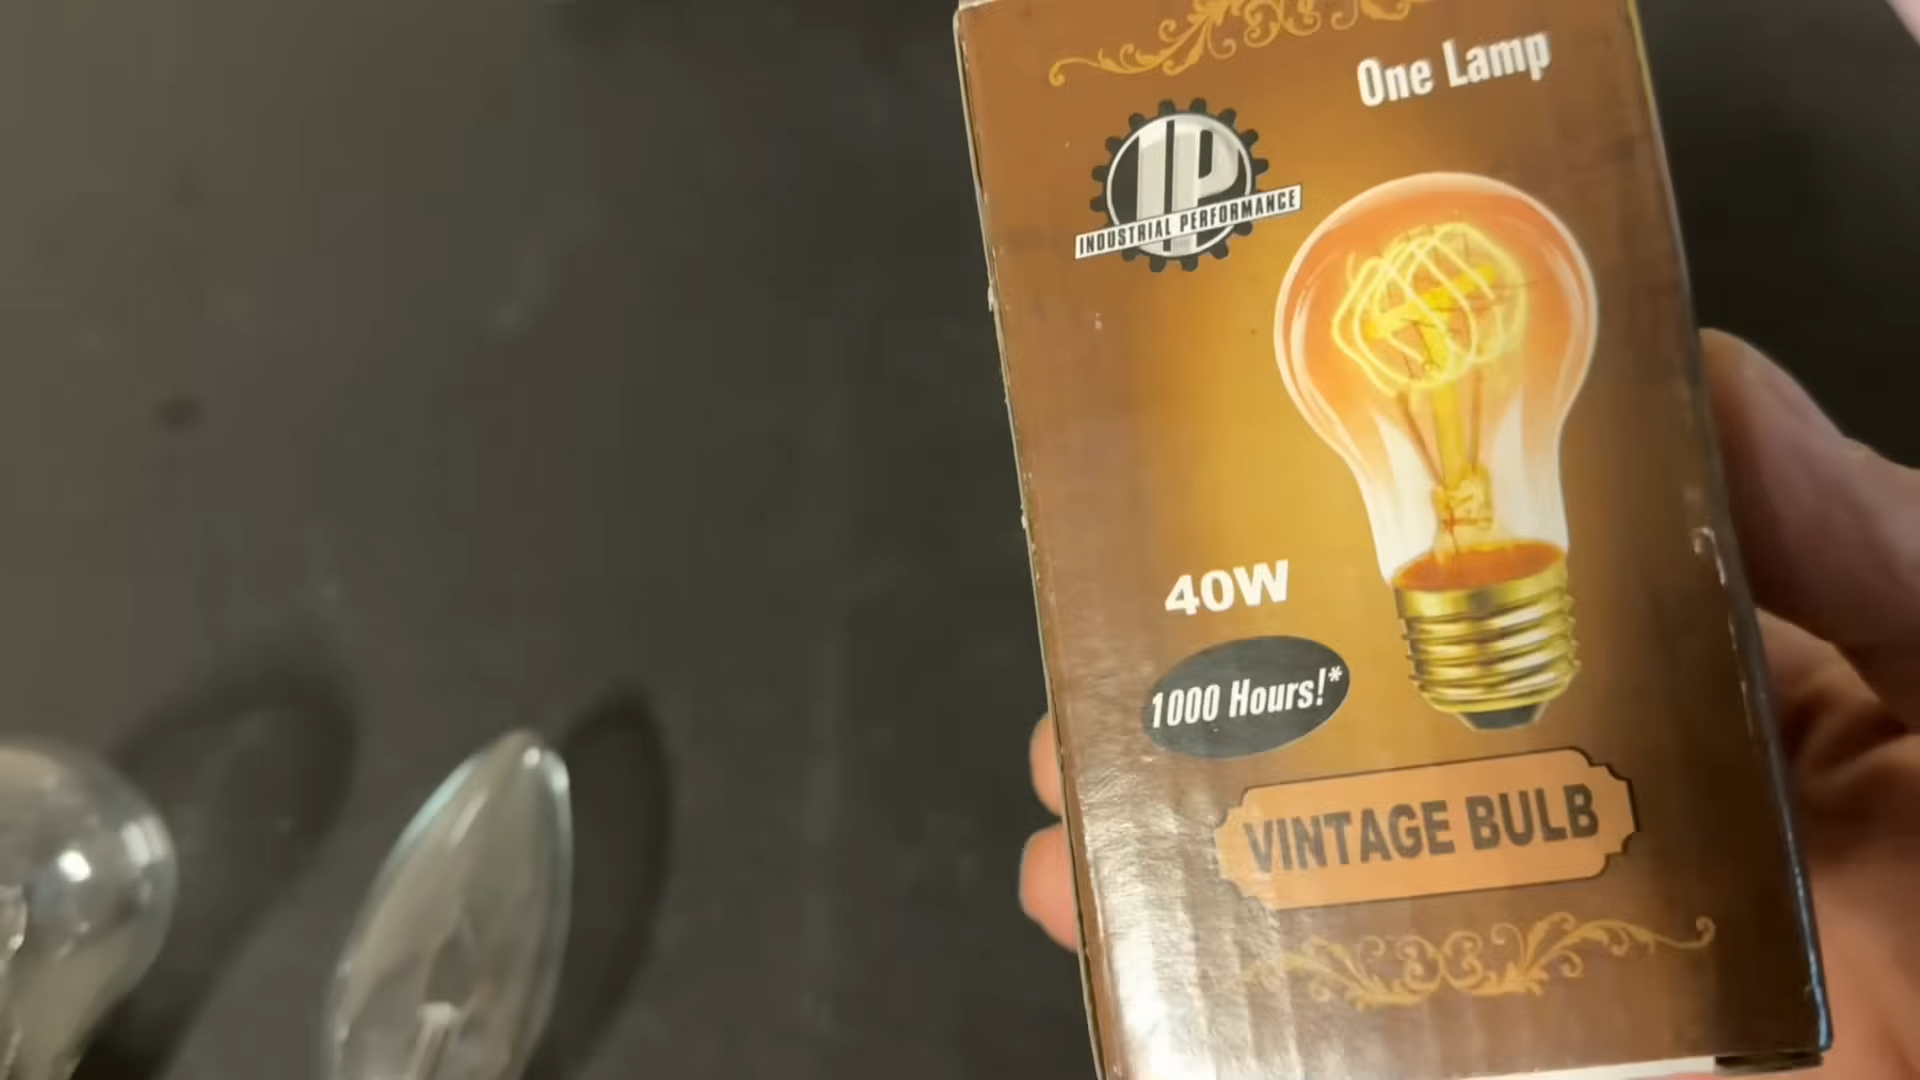 One Lamp
IP
INDUSTRIAL PERFORMANCE
40W
1000 Hours!*
VINTAGE BULB